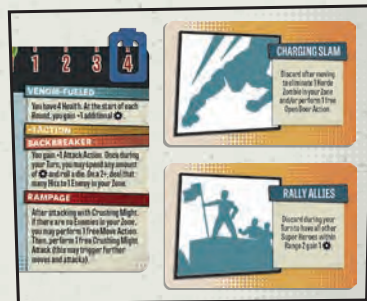 1 2 3 4
VENOM-FUELED
You have 4 Health. At the start of each
Round, you gain +1 additional
+1 ACTION
BACKBREAKER
You gain +1 Attack Action. Once during
your Turn, you may spend any amount
of and roll a die. On a 2+, deal that
many Hits to 1 Enemy in your Zone.
RAMPAGE
After attacking with Crushing Might,
if there are no Enemies in your Zone,
you may perform 1 free Move Action.
Then, perform 1 free Crushing Might
Attack (this may trigger further
moves and attacks).
CHARGING SLAM
Discard after moving
to eliminate 1 Horde
Zombie in your Zone
and/or perform 1 free
Open Door Action.
RALLY ALLIES
Discard during your
Turn to have all other
Super Heroes within
Range 2 gain 1